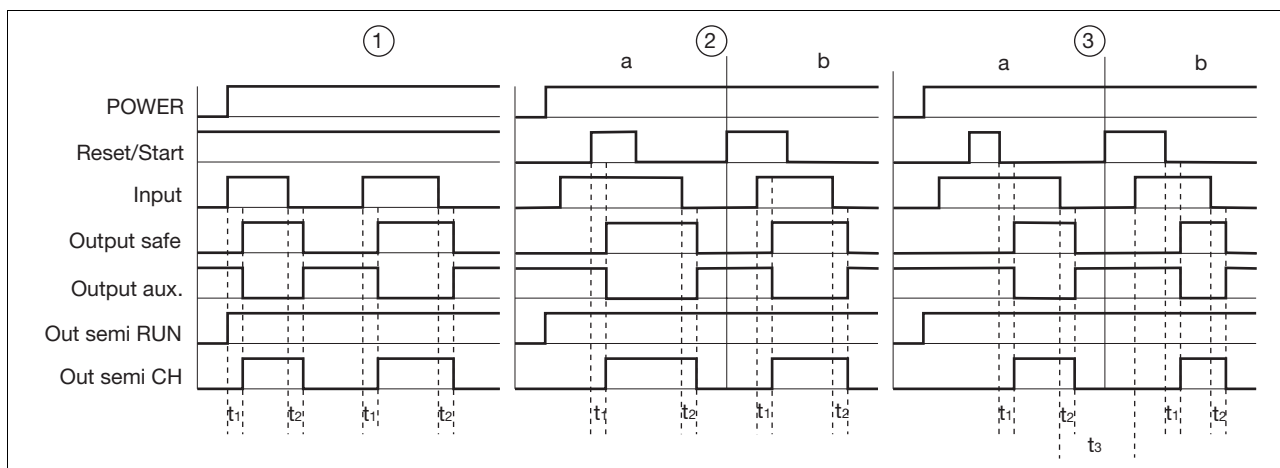 ① ② ③
a b a b
POWER
Reset/Start
Input
Output safe
Output aux.
Out semi RUN
Out semi CH
t1 t2 t1 t2 t1 t2 t1 t2 t1 t2 t1 t2
t3